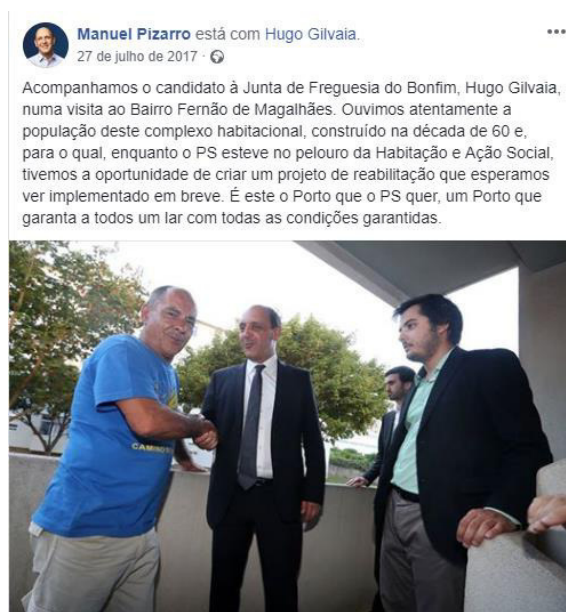 Manuel Pizarro está com Hugo Gilvaia.
27 de julho de 2017 ·
Acompanhamos o candidato à Junta de Freguesia do Bonfim, Hugo Gilvaia,
numa visita ao Bairro Fernão de Magalhães. Ouvimos atentamente a
população deste complexo habitacional, construído na década de 60 e,
para o qual, enquanto o PS esteve no pelouro da Habitação e Ação Social,
tivemos a oportunidade de criar um projeto de reabilitação que esperamos
ver implementado em breve. É este o Porto que o PS quer, um Porto que
garanta a todos um lar com todas as condições garantidas.